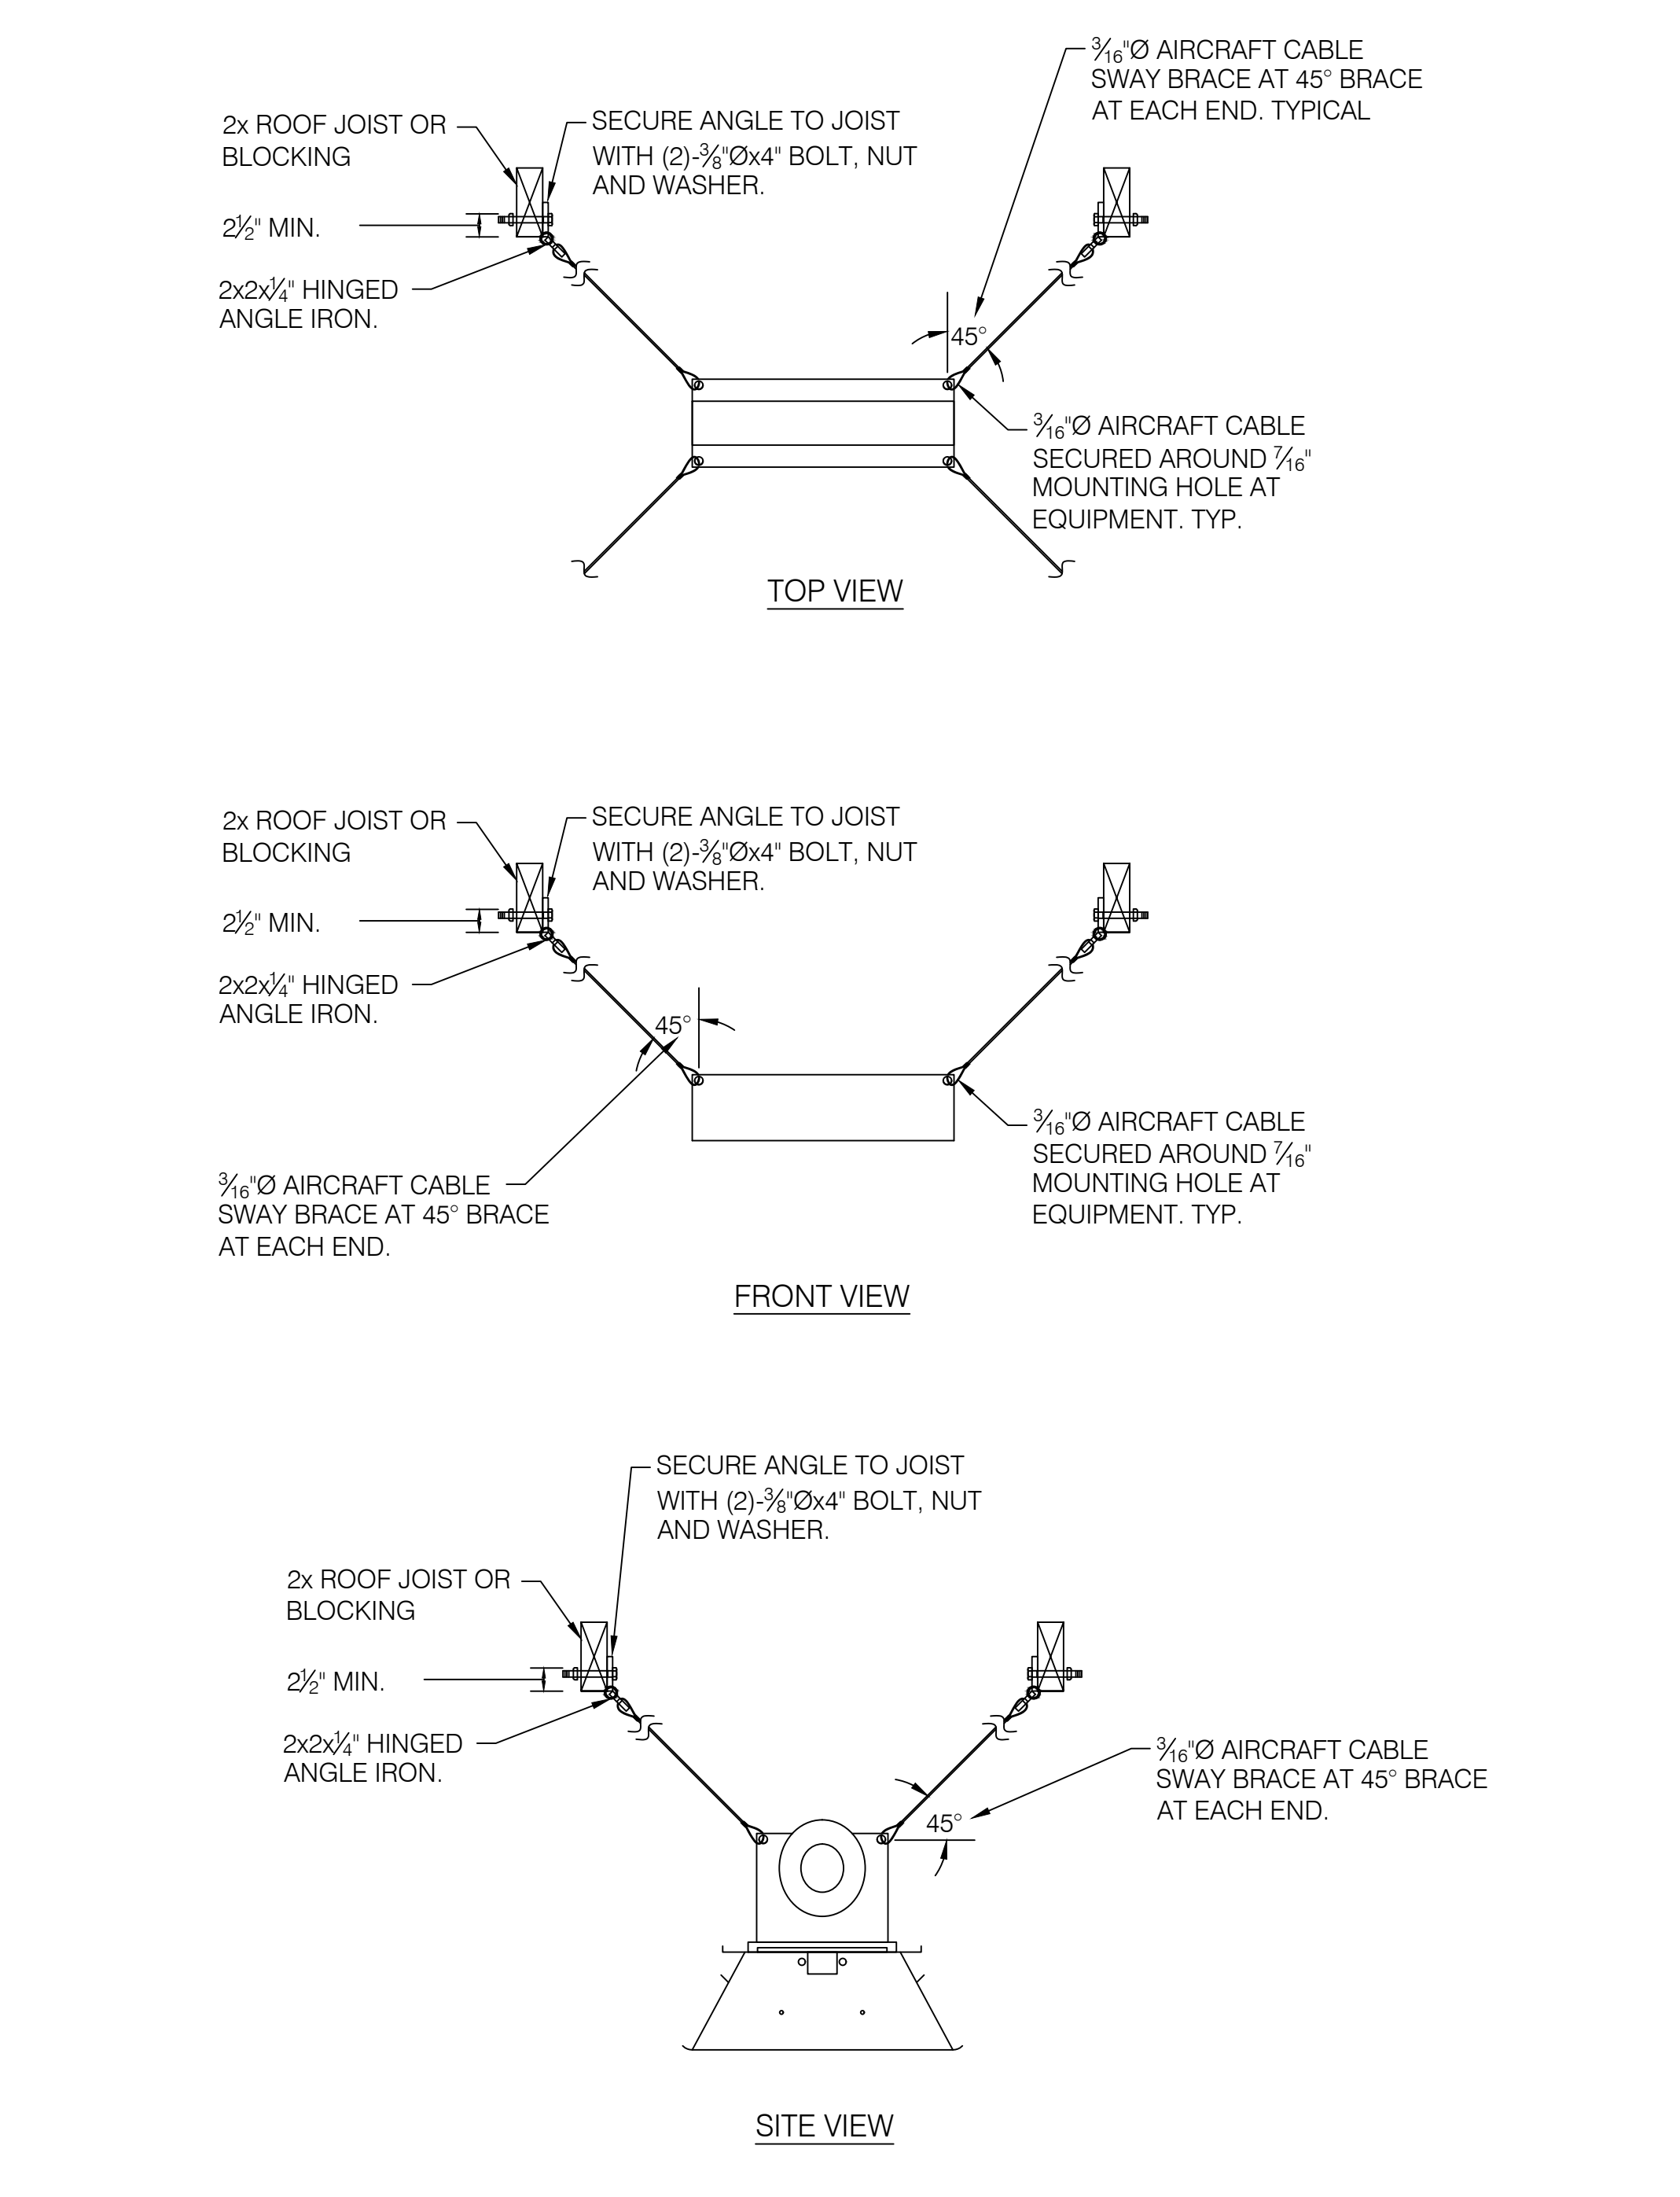 3/16"Ø AIRCRAFT CABLE
SWAY BRACE AT 45° BRACE
AT EACH END. TYPICAL
2x ROOF JOIST OR
BLOCKING
SECURE ANGLE TO JOIST
WITH (2)-3/8"Øx4" BOLT, NUT
AND WASHER.
2 1/2" MIN.
2x2x1/4" HINGED
ANGLE IRON.
45°
3/16"Ø AIRCRAFT CABLE
SECURED AROUND 7/16"
MOUNTING HOLE AT
EQUIPMENT. TYP.
TOP VIEW
2x ROOF JOIST OR
BLOCKING
SECURE ANGLE TO JOIST
WITH (2)-3/8"Øx4" BOLT, NUT
AND WASHER.
2 1/2" MIN.
2x2x1/4" HINGED
ANGLE IRON.
45°
3/16"Ø AIRCRAFT CABLE
SECURED AROUND 7/16"
MOUNTING HOLE AT
EQUIPMENT. TYP.
3/16"Ø AIRCRAFT CABLE
SWAY BRACE AT 45° BRACE
AT EACH END.
FRONT VIEW
SECURE ANGLE TO JOIST
WITH (2)-3/8"Øx4" BOLT, NUT
AND WASHER.
2x ROOF JOIST OR
BLOCKING
2 1/2" MIN.
2x2x1/4" HINGED
ANGLE IRON.
3/16"Ø AIRCRAFT CABLE
SWAY BRACE AT 45° BRACE
AT EACH END.
45°
SITE VIEW